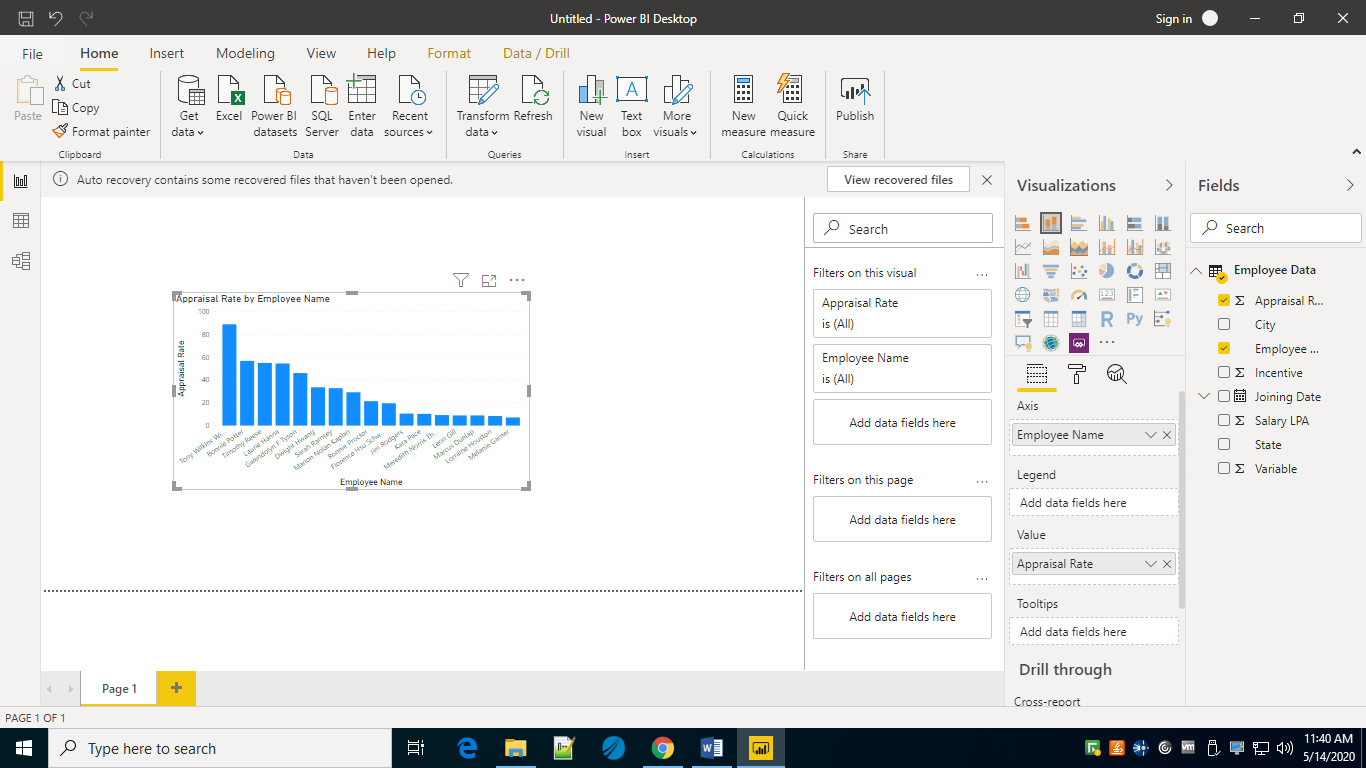 Untitled - Power BI Desktop
Sign in
File Home Insert Modeling View Help Format Data / Drill
Paste
Cut
Copy
Format painter
Clipboard
Get data
Excel
Power BI datasets
SQL Server
Enter data
Recent sources
Data
Transform data
Refresh
Queries
New visual
Text box
More visuals
Insert
New measure
Quick measure
Calculations
Publish
Share
Auto recovery contains some recovered files that haven't been opened.
View recovered files
Appraisal Rate by Employee Name
Appraisal Rate
100
80
60
40
20
0
Tony Wilkins Wi...
Bonnie Potter
Timothy Reese
Laurie Hanna
Gwendolyn F Tyson
Dwight Hwang
Sarah Ramsey
Marion Nolan Kaplan
Ronnie Proctor
Florence Hsu Schw...
Jim Rodgers
Kara Pace
Meredith Norris Th...
Leon Gill
Marcus Dunlap
Lorraine Houston
Melanie Garner
Employee Name
Search
Filters on this visual
Appraisal Rate
is (All)
Employee Name
is (All)
Add data fields here
Filters on this page
Add data fields here
Filters on all pages
Add data fields here
Visualizations
123
R
Py
Axis
Employee Name
Legend
Add data fields here
Value
Appraisal Rate
Tooltips
Add data fields here
Drill through
Cross-report
Fields
Search
Employee Data
Σ Appraisal R...
City
Employee ...
Σ Incentive
Joining Date
Σ Salary LPA
State
Σ Variable
Page 1
PAGE 1 OF 1
Type here to search
11:40 AM
5/14/2020